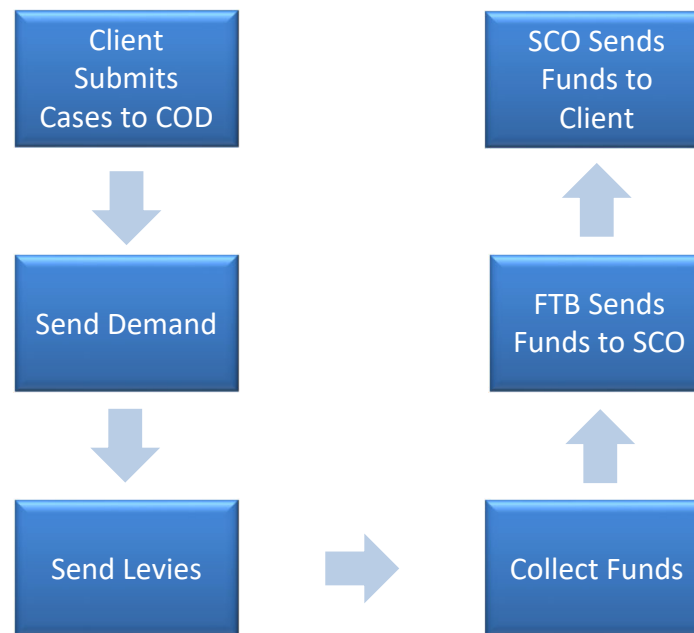 Client
Submits
Cases to COD
Send Demand
Send Levies
Collect Funds
FTB Sends
Funds to SCO
SCO Sends
Funds to
Client